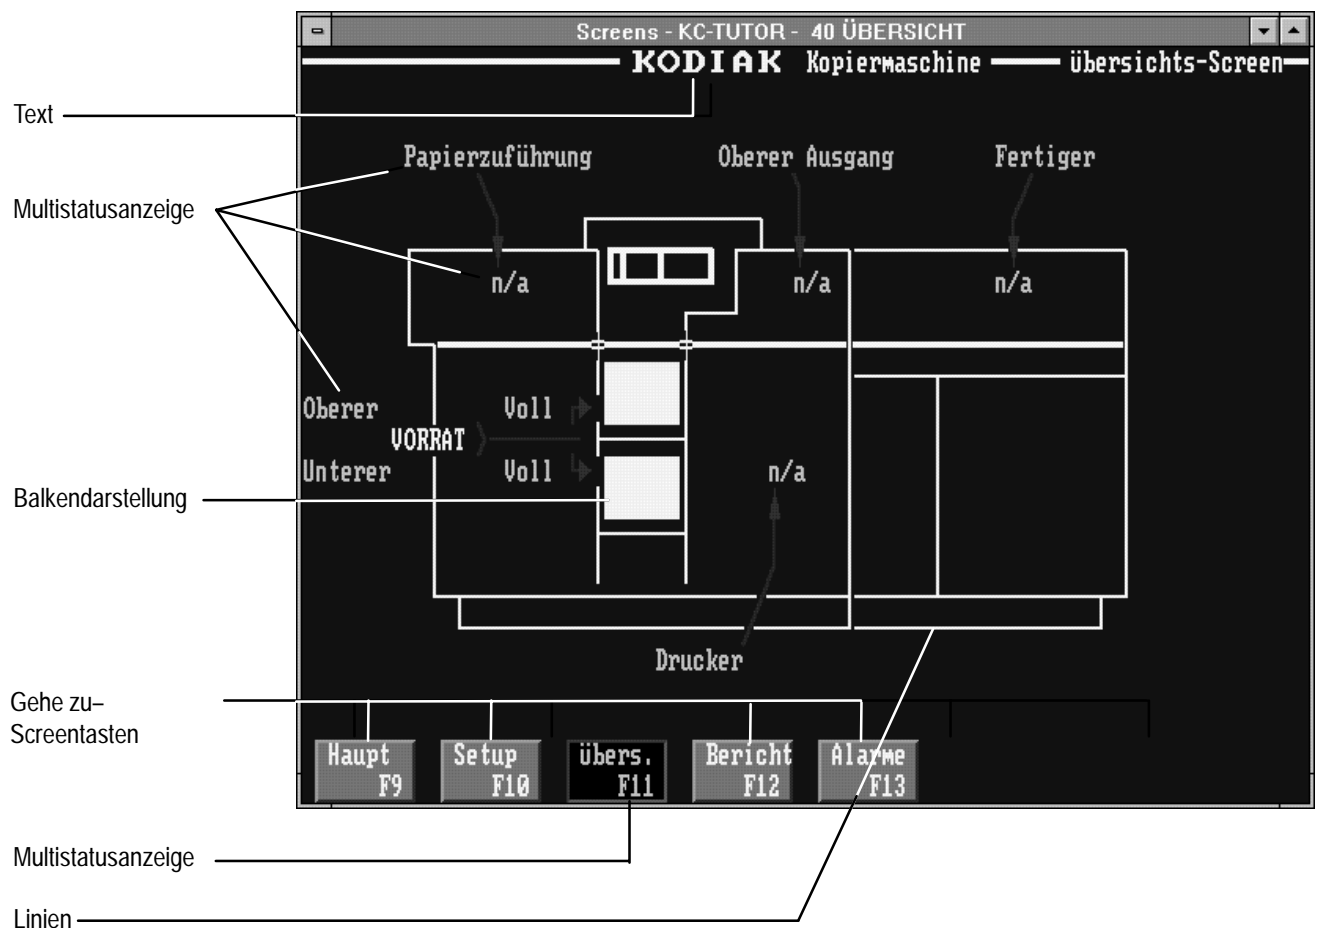 Screens - KC-TUTOR - 40 ÜBERSICHT
KODIAK Kopiermaschine übersichts-Screen
Text
Papierzuführung Oberer Ausgang Fertiger
Multistatusanzeige
n/a n/a n/a
Oberer Voll
VORRAT
Unterer Voll n/a
Balkendarstellung
Drucker
Gehe zu–
Screentasten
Haupt F9
Setup F10
übers. F11
Bericht F12
Alarme F13
Multistatusanzeige
Linien